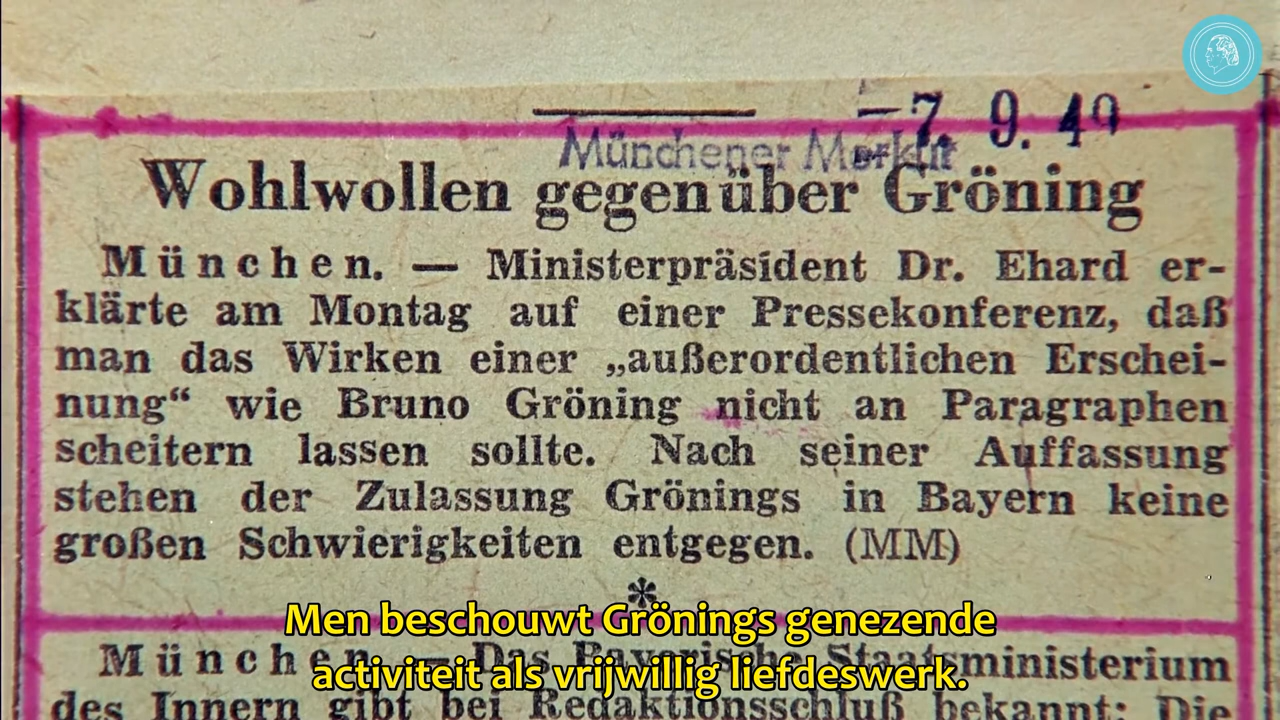 7. 9. 49
Münchener Merkur
Wohlwollen gegenüber Gröning
München. — Ministerpräsident Dr. Ehard er-
klärte am Montag auf einer Pressekonferenz, daß
man das Wirken einer „außerordentlichen Erschei-
nung“ wie Bruno Gröning nicht an Paragraphen
scheitern lassen sollte. Nach seiner Auffassung
stehen der Zulassung Grönings in Bayern keine
großen Schwierigkeiten entgegen. (MM)
*
München. — Das Bayerische Staatsministerium
des Innern gibt bei Redaktionsschluß bekannt: Die
Men beschouwt Grönings genezende
activiteit als vrijwillig liefdeswerk.